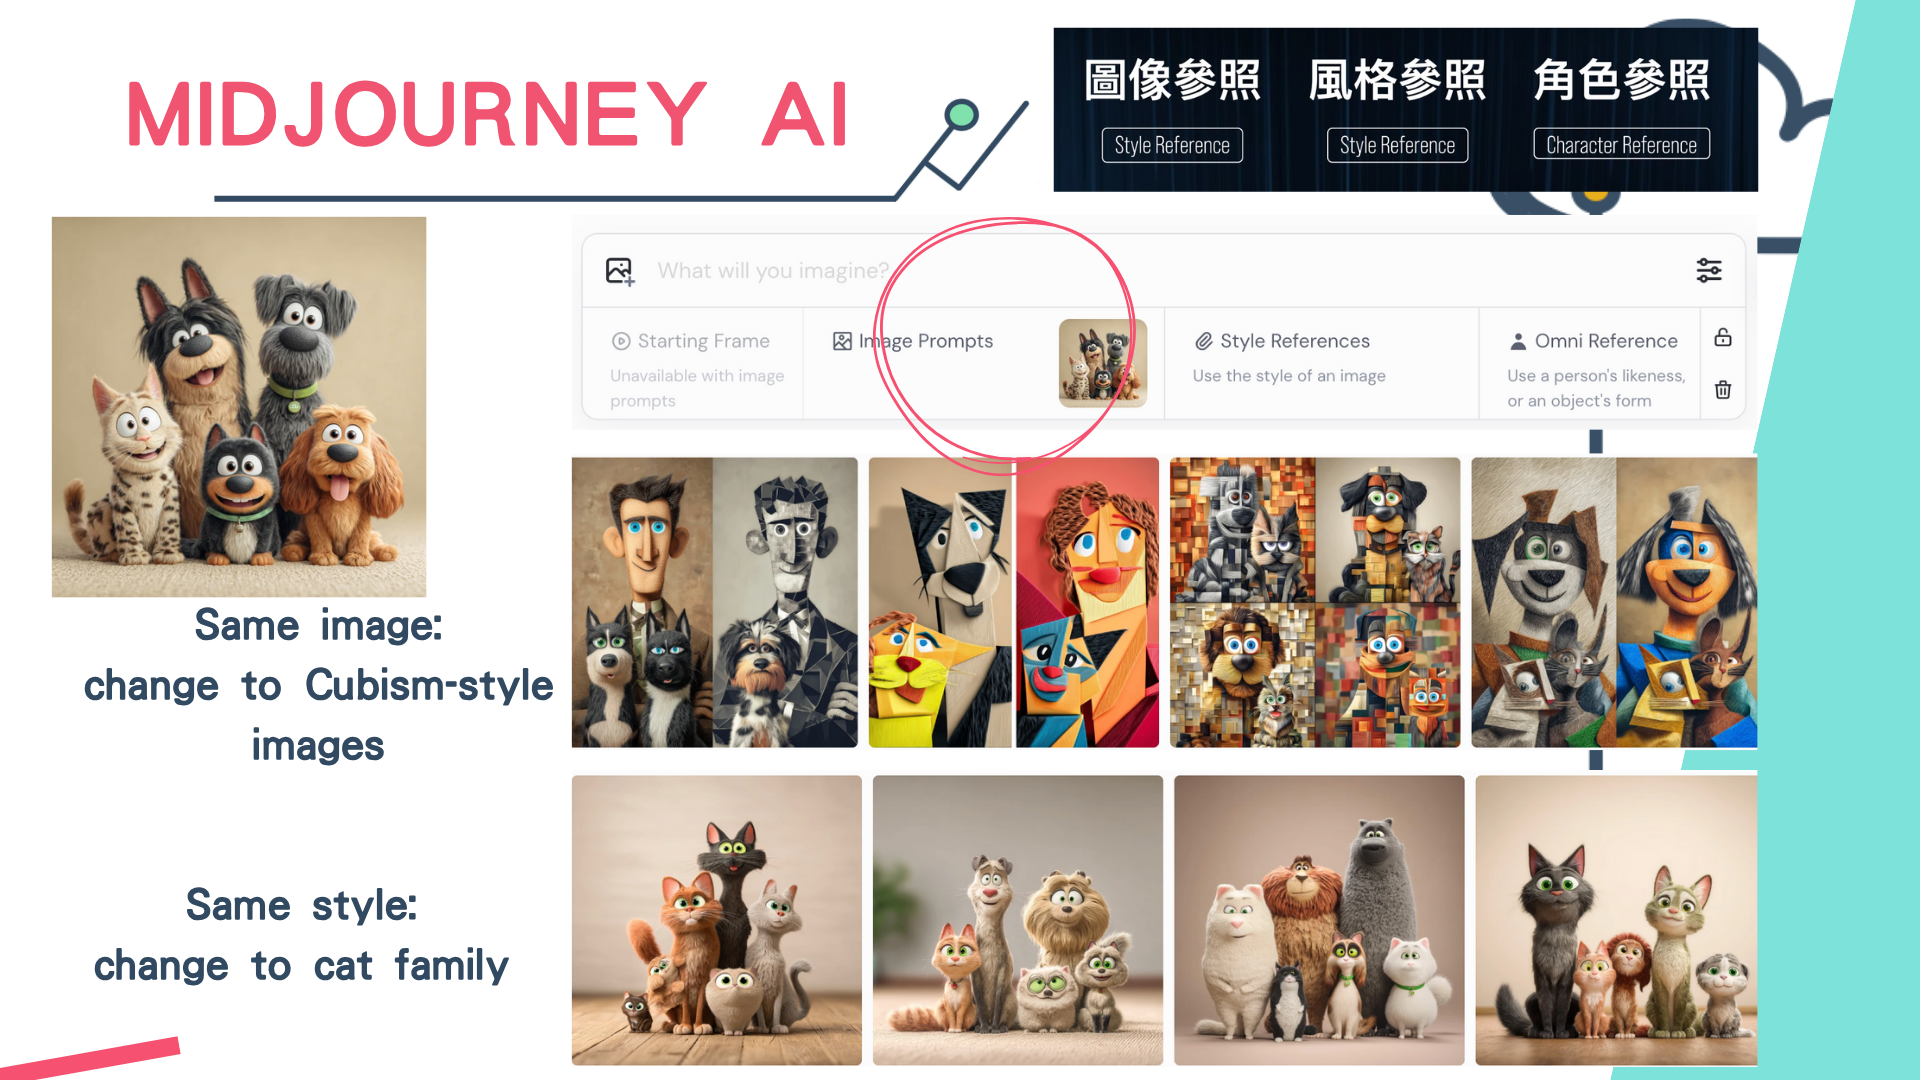 MIDJOURNEY AI
圖像參照 風格參照 角色參照
Style Reference Style Reference Character Reference
What will you imagine?
Starting Frame
Unavailable with image
prompts
Image Prompts
Style References
Use the style of an image
Omni Reference
Use a person's likeness,
or an object's form
Same image:
change to Cubism-style
images
Same style:
change to cat family